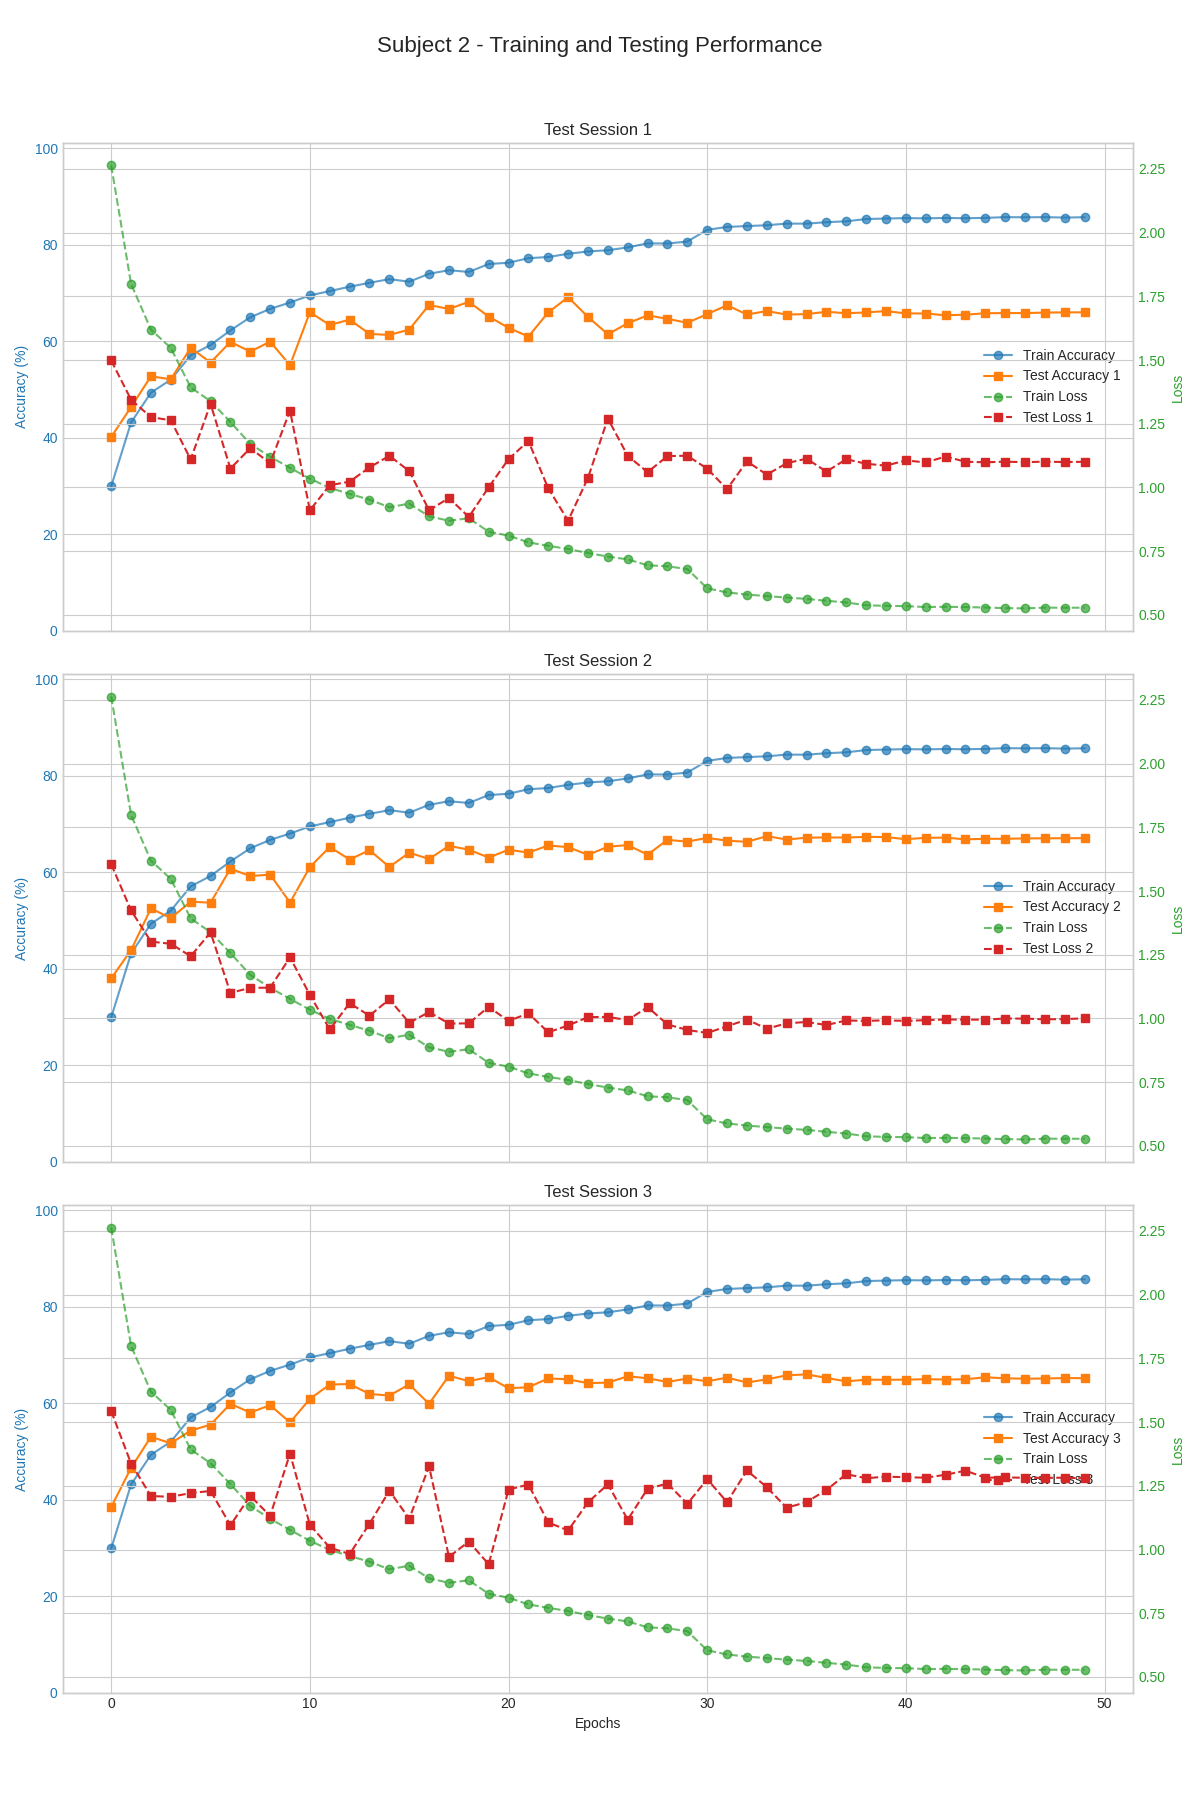 Subject 2 - Training and Testing Performance
Test Session 1
100
80
60
40
20
0
Accuracy (%)
2.25
2.00
1.75
1.50
1.25
1.00
0.75
0.50
Loss
Train Accuracy
Test Accuracy 1
Train Loss
Test Loss 1
Test Session 2
100
80
60
40
20
0
Accuracy (%)
2.25
2.00
1.75
1.50
1.25
1.00
0.75
0.50
Loss
Train Accuracy
Test Accuracy 2
Train Loss
Test Loss 2
Test Session 3
100
80
60
40
20
0
Accuracy (%)
2.25
2.00
1.75
1.50
1.25
1.00
0.75
0.50
Loss
Train Accuracy
Test Accuracy 3
Train Loss
Test Loss 3
0 10 20 30 40 50
Epochs